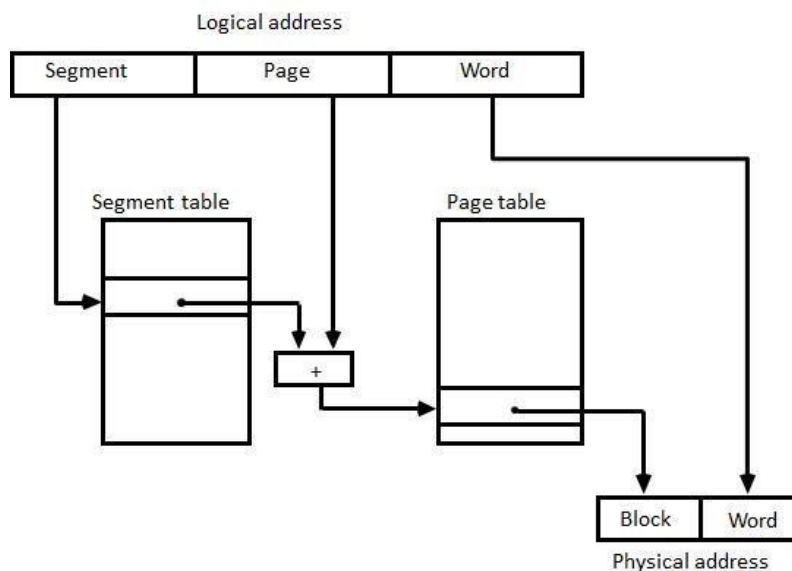 Logical address
Segment Page Word
Segment table Page table
+
Block Word
Physical address